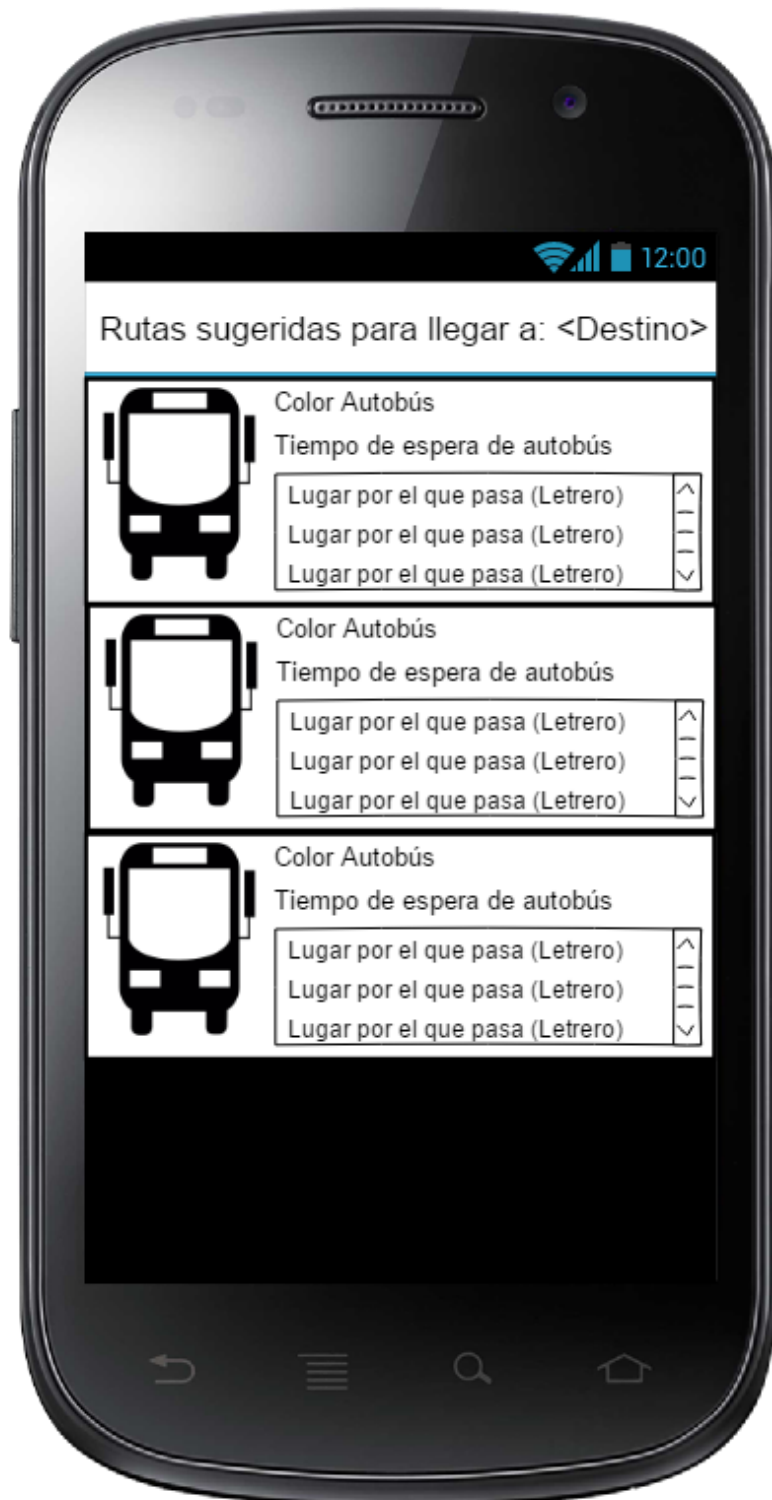 12:00
Rutas sugeridas para llegar a: <Destino>
Color Autobús
Tiempo de espera de autobús
Lugar por el que pasa (Letrero)
Lugar por el que pasa (Letrero)
Lugar por el que pasa (Letrero)
Color Autobús
Tiempo de espera de autobús
Lugar por el que pasa (Letrero)
Lugar por el que pasa (Letrero)
Lugar por el que pasa (Letrero)
Color Autobús
Tiempo de espera de autobús
Lugar por el que pasa (Letrero)
Lugar por el que pasa (Letrero)
Lugar por el que pasa (Letrero)